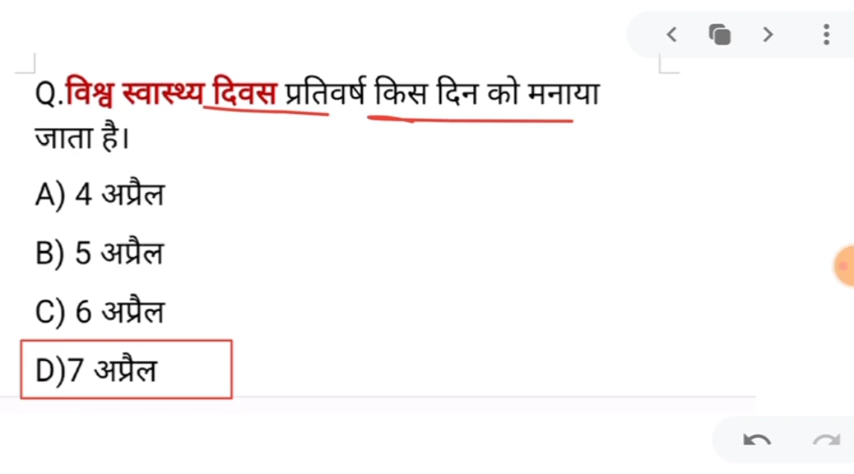 Q.विश्व स्वास्थ्य दिवस प्रतिवर्ष किस दिन को मनाया
जाता है।
A) 4 अप्रैल
B) 5 अप्रैल
C) 6 अप्रैल
D)7 अप्रैल